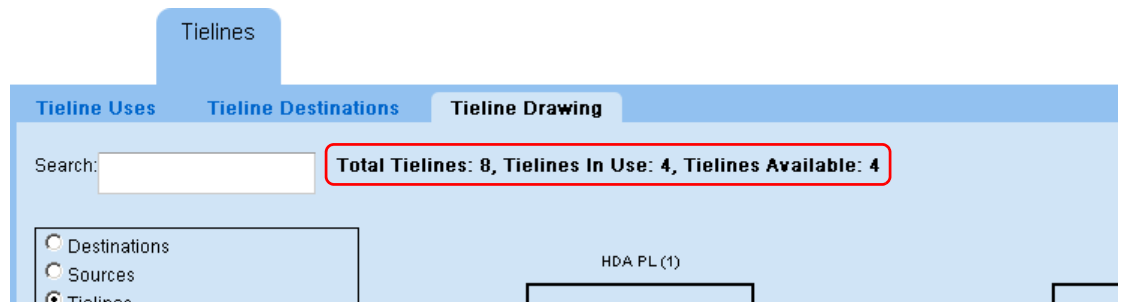 Tielines
Tieline Uses Tieline Destinations Tieline Drawing
Search: Total Tielines: 8, Tielines In Use: 4, Tielines Available: 4
Destinations
HDA PL (1)
Sources
Tielines